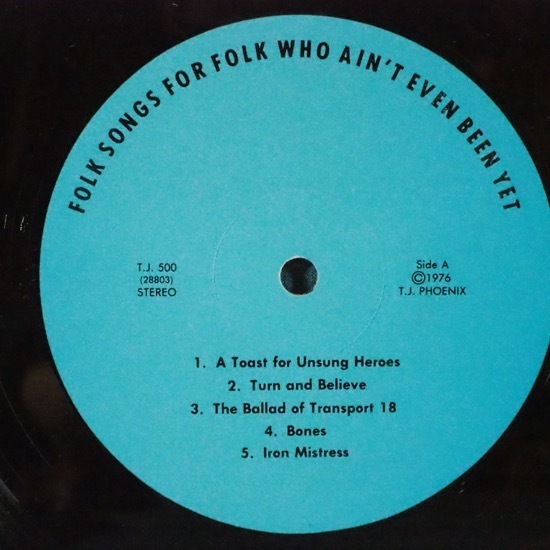 FOLK SONGS FOR FOLK WHO AIN'T EVEN BEEN YET
T.J. 500
(28803)
STEREO
Side A
©1976
T.J. PHOENIX
1. A Toast for Unsung Heroes
2. Turn and Believe
3. The Ballad of Transport 18
4. Bones
5. Iron Mistress